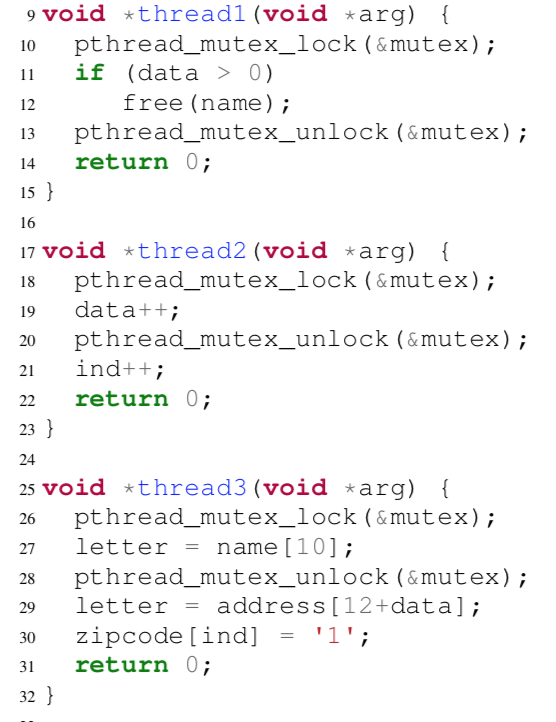 9 void *thread1(void *arg) {
10   pthread_mutex_lock(&mutex);
11   if (data > 0)
12      free(name);
13   pthread_mutex_unlock(&mutex);
14   return 0;
15 }
16
17 void *thread2(void *arg) {
18   pthread_mutex_lock(&mutex);
19   data++;
20   pthread_mutex_unlock(&mutex);
21   ind++;
22   return 0;
23 }
24
25 void *thread3(void *arg) {
26   pthread_mutex_lock(&mutex);
27   letter = name[10];
28   pthread_mutex_unlock(&mutex);
29   letter = address[12+data];
30   zipcode[ind] = '1';
31   return 0;
32 }